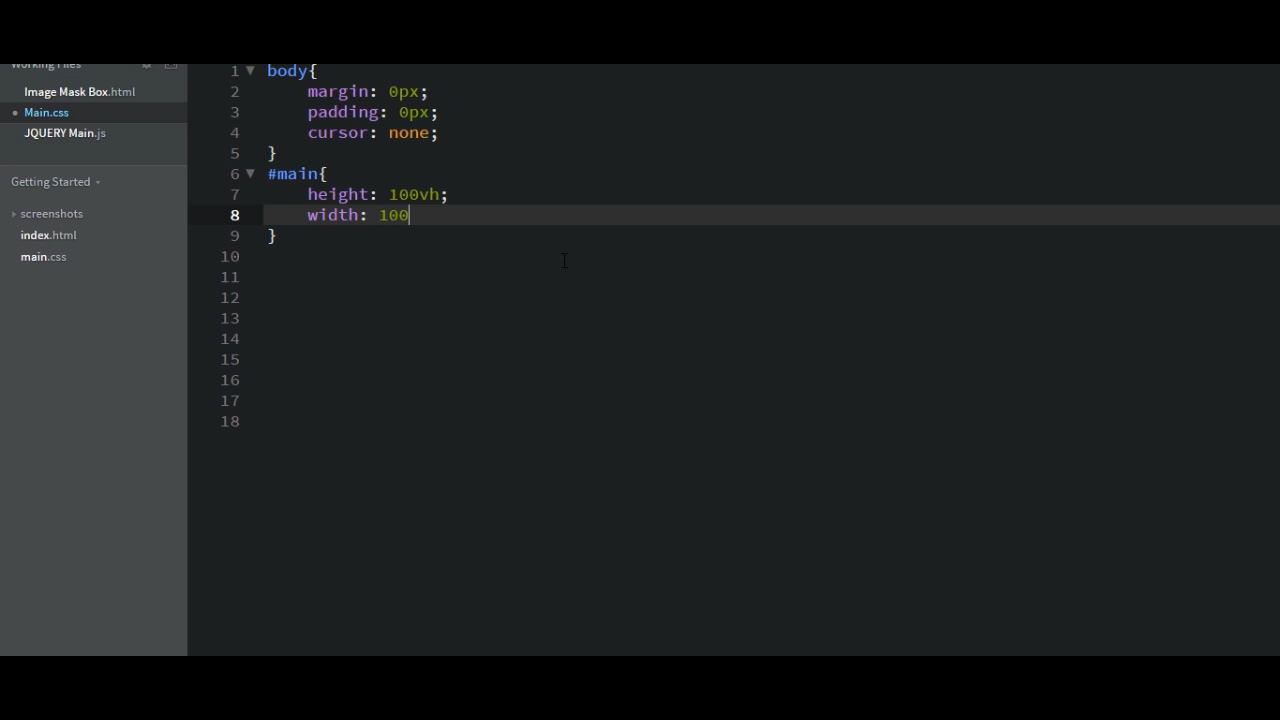 Working Files
Image Mask Box.html
Main.css
JQUERY Main.js
Getting Started
screenshots
index.html
main.css
1 body{
2 margin: 0px;
3 padding: 0px;
4 cursor: none;
5 }
6 #main{
7 height: 100vh;
8 width: 100
9 }
10
11
12
13
14
15
16
17
18